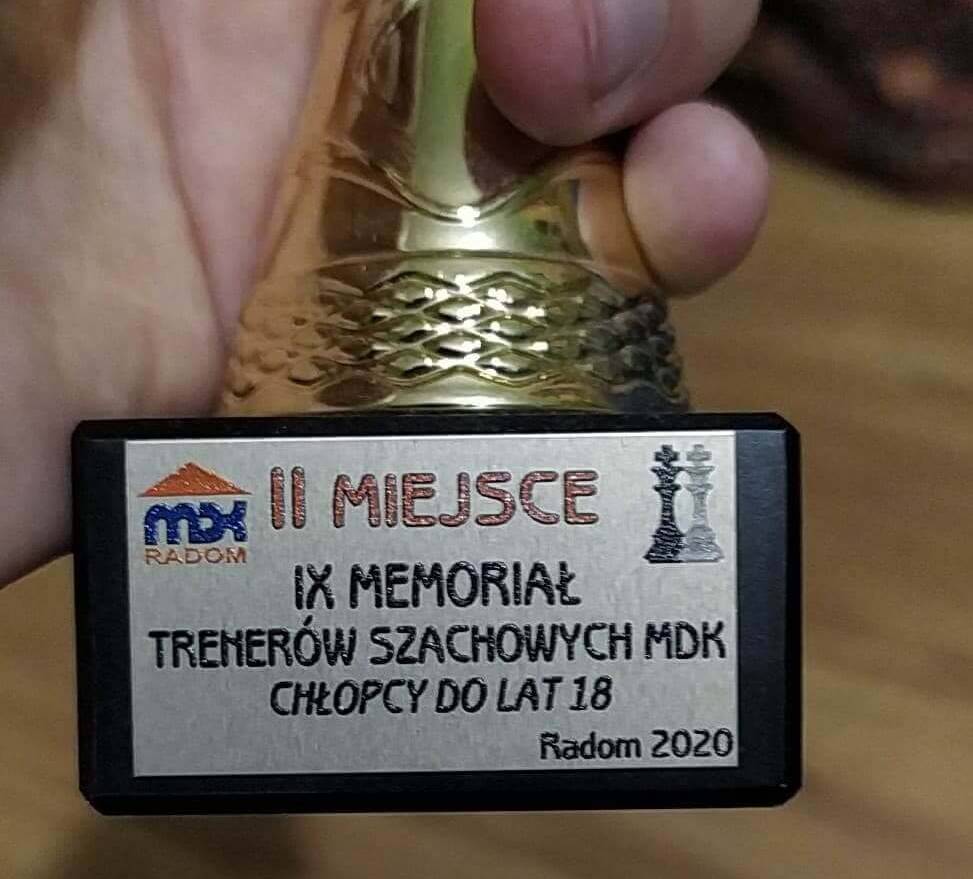 II MIEJSCE
MDK
RADOM
IX MEMORIAŁ
TRENERÓW SZACHOWYCH MDK
CHŁOPCY DO LAT 18
Radom 2020